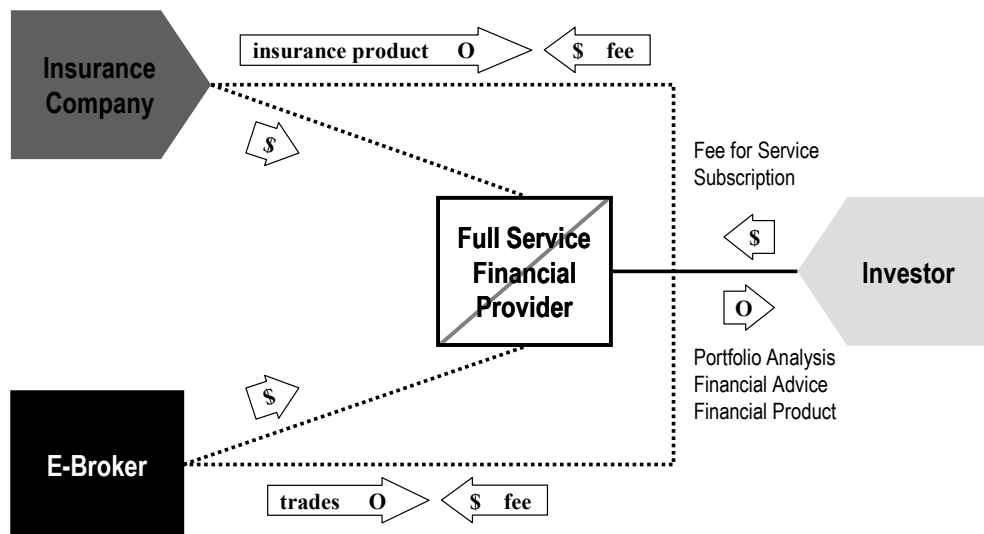 insurance product O
$ fee
Insurance
Company
$
Fee for Service
Subscription
$
Full Service
Financial
Provider
Investor
O
Portfolio Analysis
Financial Advice
Financial Product
$
E-Broker
trades O
$ fee